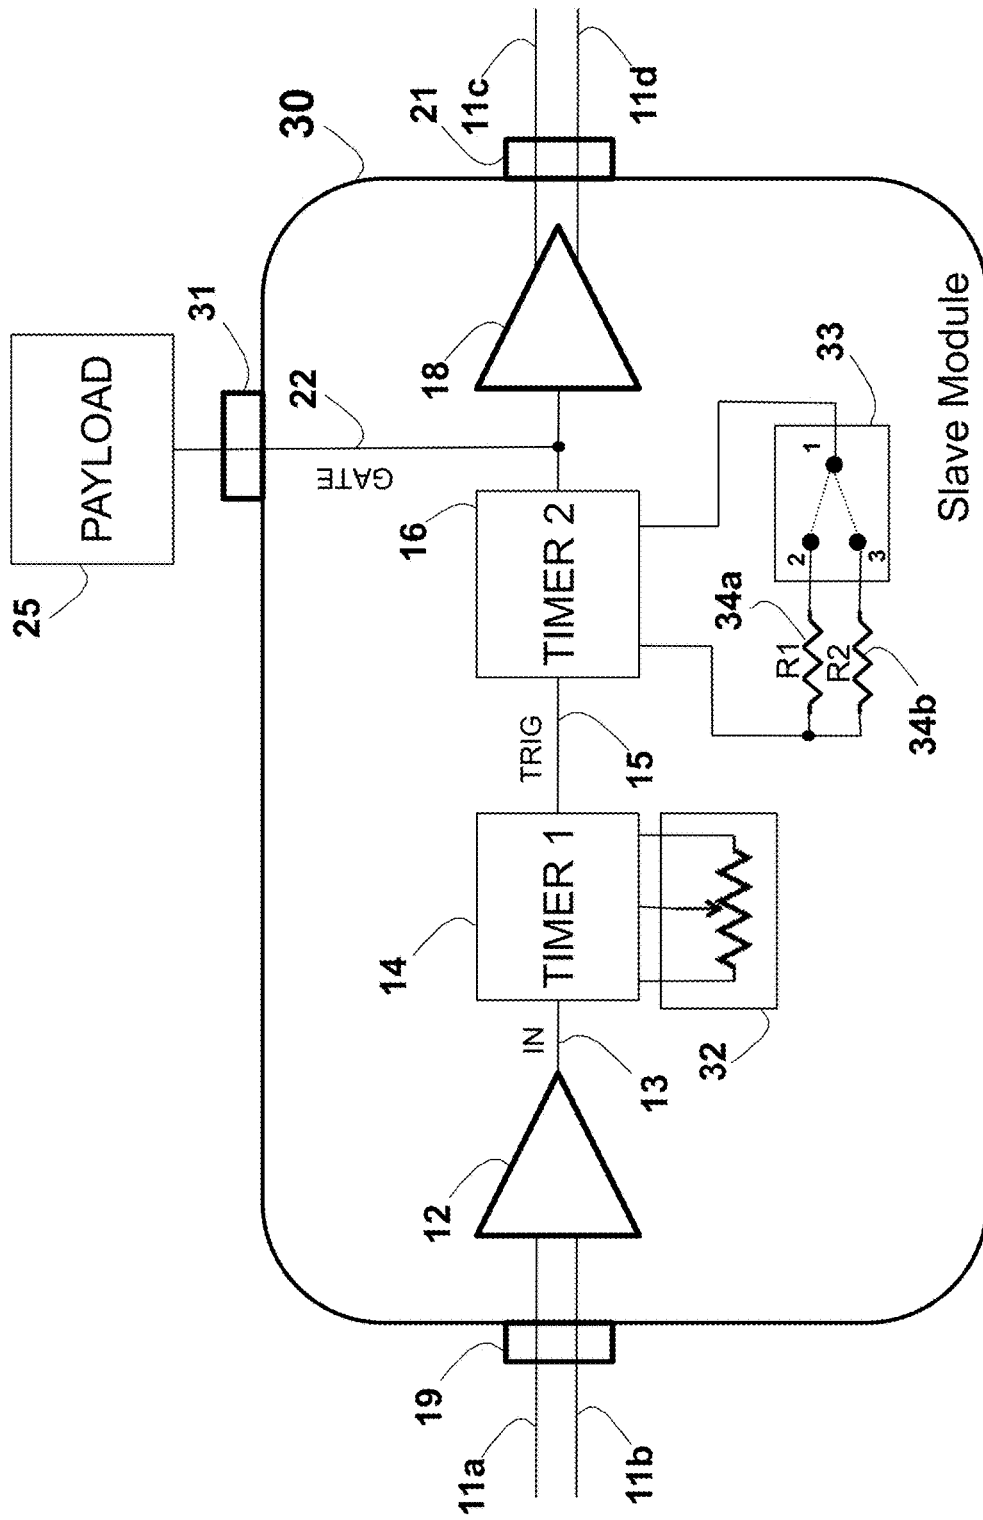 25
PAYLOAD
31
30
21
11c
11d
22
GATE
16
18
TIMER 2
TRIG
15
14
TIMER 1
IN
13
12
19
11a
11b
32
34a
R1
R2
34b
2
3
1
33
Slave Module